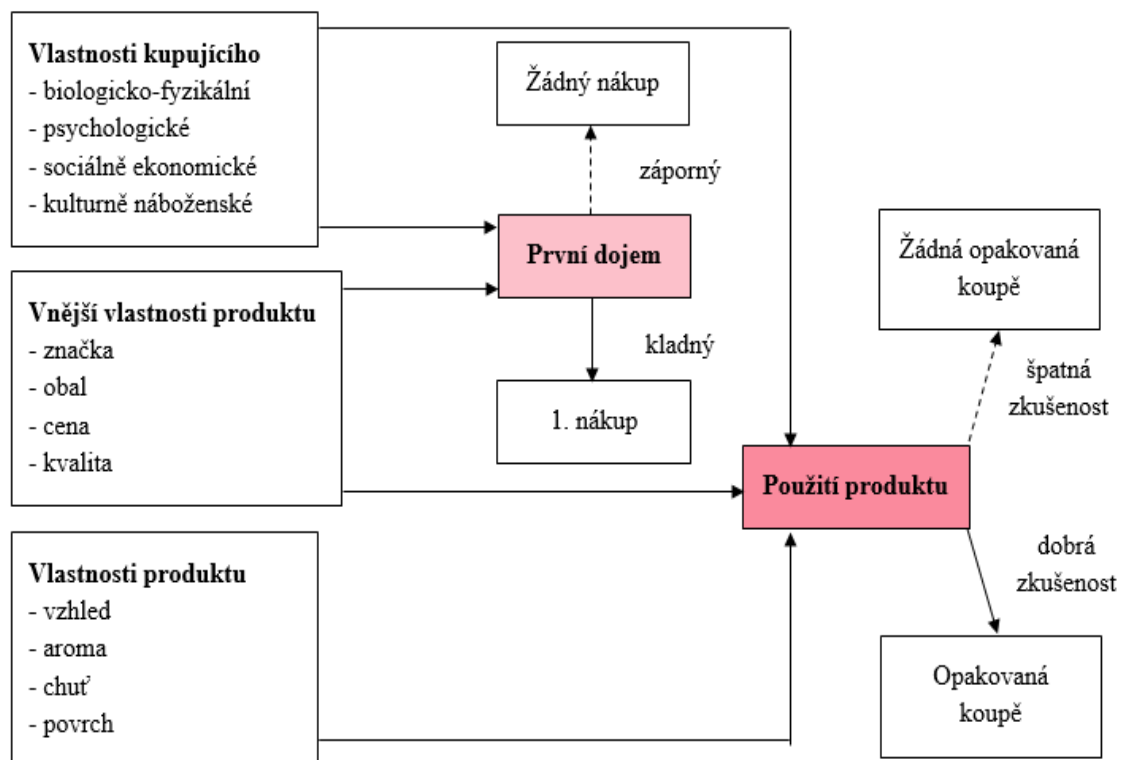 Vlastnosti kupujícího
- biologicko-fyzikální
- psychologické
- sociálně ekonomické
- kulturně náboženské
Vnější vlastnosti produktu
- značka
- obal
- cena
- kvalita
Vlastnosti produktu
- vzhled
- aroma
- chuť
- povrch
Žádný nákup
záporný
První dojem
kladný
1. nákup
Žádná opakovaná
koupě
špatná
zkušenost
Použití produktu
dobrá
zkušenost
Opakovaná
koupě